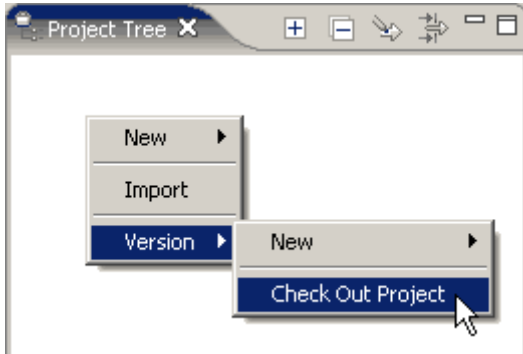 Project Tree
New
Import
Version
New
Check Out Project